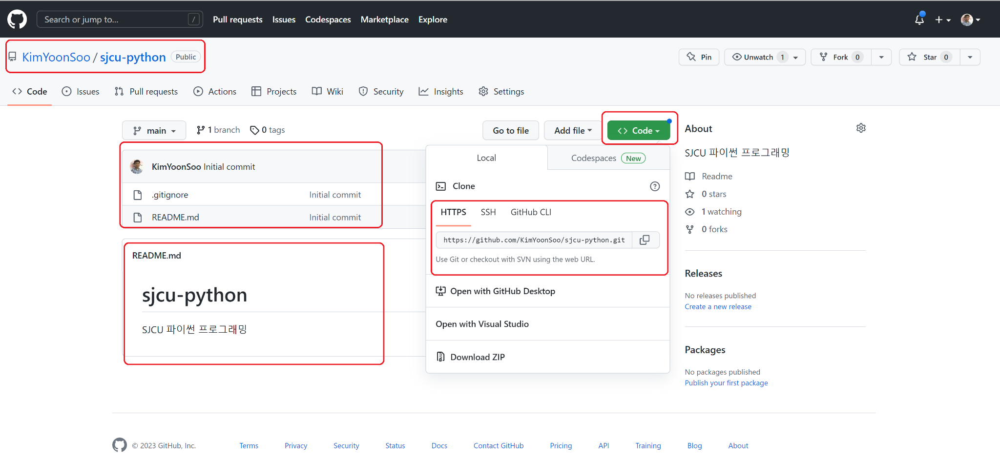 Search or jump to... /
Pull requests Issues Codespaces Marketplace Explore
KimYoonSoo / sjcu-python Public
Pin Unwatch 1 Fork 0 Star 0
Code Issues Pull requests Actions Projects Wiki Security Insights Settings
main 1 branch 0 tags
Go to file Add file Code
KimYoonSoo Initial commit
.gitignore Initial commit
README.md Initial commit
README.md
sjcu-python
SJCU 파이썬 프로그래밍
Local Codespaces New
Clone
HTTPS SSH GitHub CLI
https://github.com/KimYoonSoo/sjcu-python.git
Use Git or checkout with SVN using the web URL.
Open with GitHub Desktop
Open with Visual Studio
Download ZIP
About
SJCU 파이썬 프로그래밍
Readme
0 stars
1 watching
0 forks
Releases
No releases published
Create a new release
Packages
No packages published
Publish your first package
© 2023 GitHub, Inc. Terms Privacy Security Status Docs Contact GitHub Pricing API Training Blog About